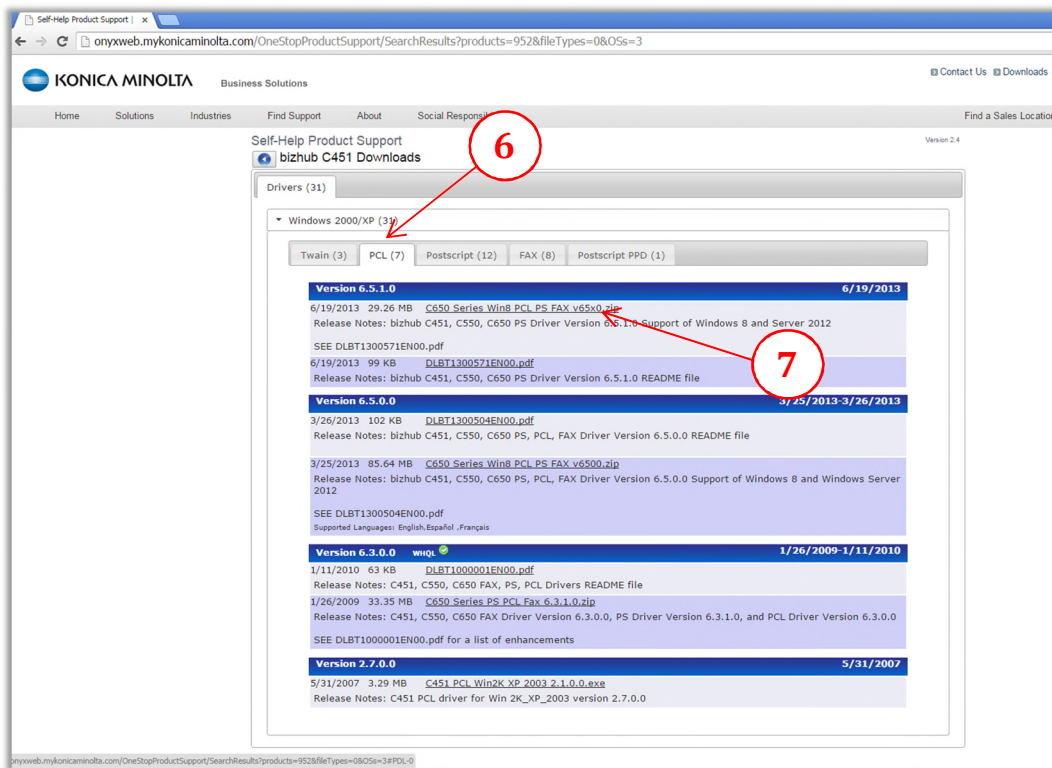 Self-Help Product Support | x
onyxweb.mykonicaminolta.com/OneStopProductSupport/SearchResults?products=952&fileTypes=0&OSs=3
KONICA MINOLTA Business Solutions
Contact Us Downloads
Home Solutions Industries Find Support About Social Find a Sales Location
Self-Help Product Support
Version 2.4
bizhub C451 Downloads
6
Drivers (31)
Windows 2000/XP (31)
Twain (3) PCL (7) Postscript (12) FAX (8) Postscript PPD (1)
Version 6.5.1.0 6/19/2013
6/19/2013 29.26 MB C650 Series Win8 PCL PS FAX v65x0.zip
Release Notes: bizhub C451, C550, C650 PS Driver Version 6.5.1.0 Support of Windows 8 and Server 2012
SEE DLBT1300571EN00.pdf
7
6/19/2013 99 KB DLBT1300571EN00.pdf
Release Notes: bizhub C451, C550, C650 PS Driver Version 6.5.1.0 README file
Version 6.5.0.0 3/25/2013-3/26/2013
3/26/2013 102 KB DLBT1300504EN00.pdf
Release Notes: bizhub C451, C550, C650 PS, PCL, FAX Driver Version 6.5.0.0 README file
3/25/2013 85.64 MB C650 Series Win8 PCL PS FAX v6500.zip
Release Notes: bizhub C451, C550, C650 PS, PCL, FAX Driver Version 6.5.0.0 Support of Windows 8 and Windows Server
2012
SEE DLBT1300504EN00.pdf
Supported Languages: English,Español ,Français
Version 6.3.0.0 WHQL 1/26/2009-1/11/2010
1/11/2010 63 KB DLBT1000001EN00.pdf
Release Notes: C451, C550, C650 FAX, PS, PCL Drivers README file
1/26/2009 33.35 MB C650 Series PS PCL Fax 6.3.1.0.zip
Release Notes: C451, C550, C650 FAX Driver Version 6.3.0.0, PS Driver Version 6.3.1.0, and PCL Driver Version 6.3.0.0
SEE DLBT1000001EN00.pdf for a list of enhancements
Version 2.7.0.0 5/31/2007
5/31/2007 3.29 MB C451 PCL Win2K XP 2003 2.1.0.0.exe
Release Notes: C451 PCL driver for Win 2K_XP_2003 version 2.7.0.0
onyxweb.mykonicaminolta.com/OneStopProductSupport/SearchResults?products=952&fileTypes=0&OSs=3#PDL-0